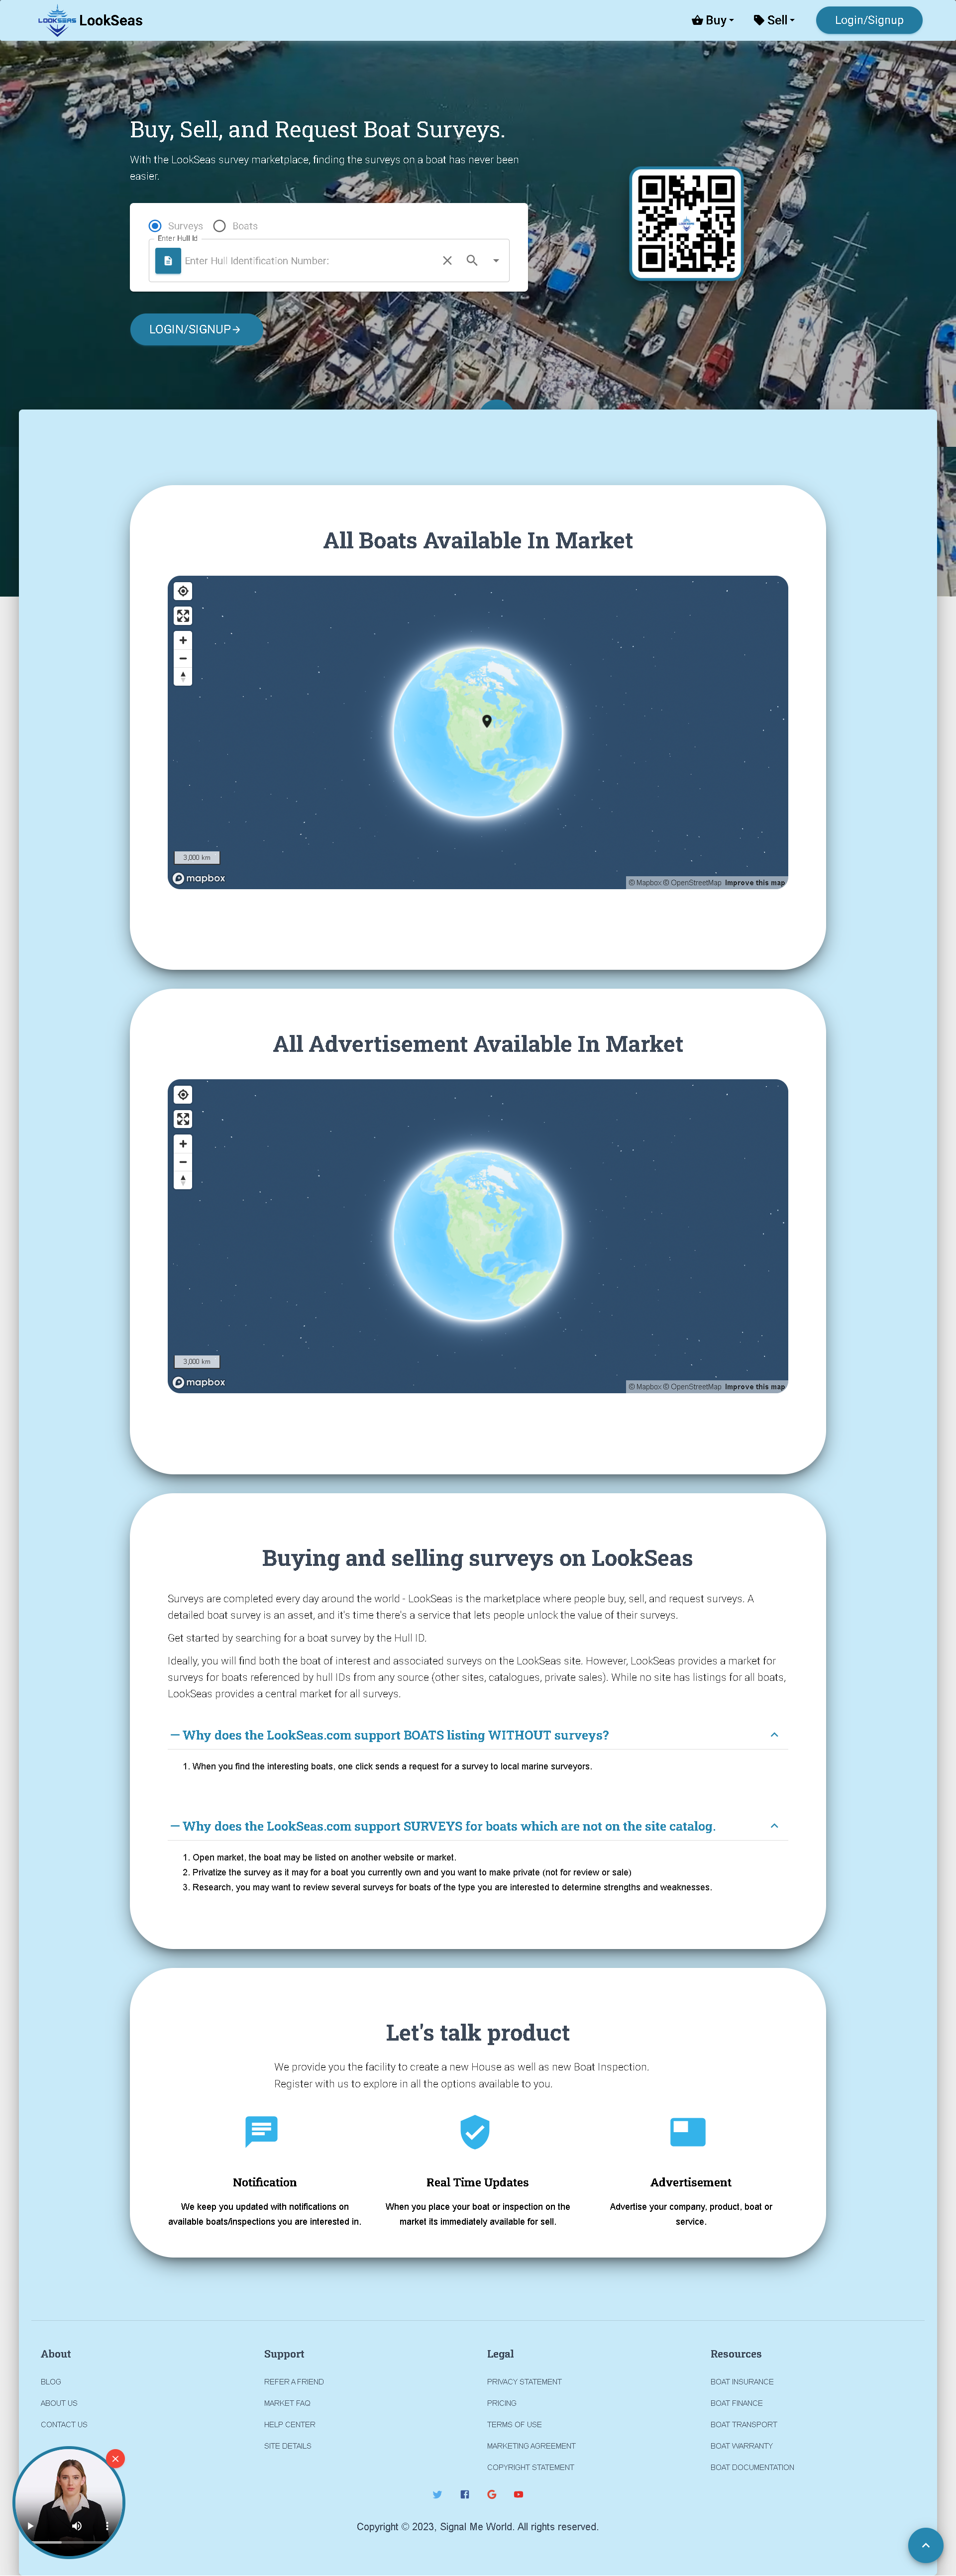 LOOKSEAS
LookSeas
Buy
Sell
Login/Signup
Buy, Sell, and Request Boat Surveys.
With the LookSeas survey marketplace, finding the surveys on a boat has never been
easier.
Surveys
Boats
Enter Hull Id
Enter Hull Identification Number:
LOGIN/SIGNUP
All Boats Available In Market
3,000 km
mapbox
© Mapbox © OpenStreetMap Improve this map
All Advertisement Available In Market
3,000 km
mapbox
© Mapbox © OpenStreetMap Improve this map
Buying and selling surveys on LookSeas
Surveys are completed every day around the world - LookSeas is the marketplace where people buy, sell, and request surveys. A
detailed boat survey is an asset, and it's time there's a service that lets people unlock the value of their surveys.
Get started by searching for a boat survey by the Hull ID.
Ideally, you will find both the boat of interest and associated surveys on the LookSeas site. However, LookSeas provides a market for
surveys for boats referenced by hull IDs from any source (other sites, catalogues, private sales). While no site has listings for all boats,
LookSeas provides a central market for all surveys.
— Why does the LookSeas.com support BOATS listing WITHOUT surveys?
1. When you find the interesting boats, one click sends a request for a survey to local marine surveyors.
— Why does the LookSeas.com support SURVEYS for boats which are not on the site catalog.
1. Open market, the boat may be listed on another website or market.
2. Privatize the survey as it may for a boat you currently own and you want to make private (not for review or sale)
3. Research, you may want to review several surveys for boats of the type you are interested to determine strengths and weaknesses.
Let's talk product
We provide you the facility to create a new House as well as new Boat Inspection.
Register with us to explore in all the options available to you.
Notification
We keep you updated with notifications on
available boats/inspections you are interested in.
Real Time Updates
When you place your boat or inspection on the
market its immediately available for sell.
Advertisement
Advertise your company, product, boat or
service.
About
BLOG
ABOUT US
CONTACT US
Support
REFER A FRIEND
MARKET FAQ
HELP CENTER
SITE DETAILS
Legal
PRIVACY STATEMENT
PRICING
TERMS OF USE
MARKETING AGREEMENT
COPYRIGHT STATEMENT
Resources
BOAT INSURANCE
BOAT FINANCE
BOAT TRANSPORT
BOAT WARRANTY
BOAT DOCUMENTATION
Copyright © 2023, Signal Me World. All rights reserved.